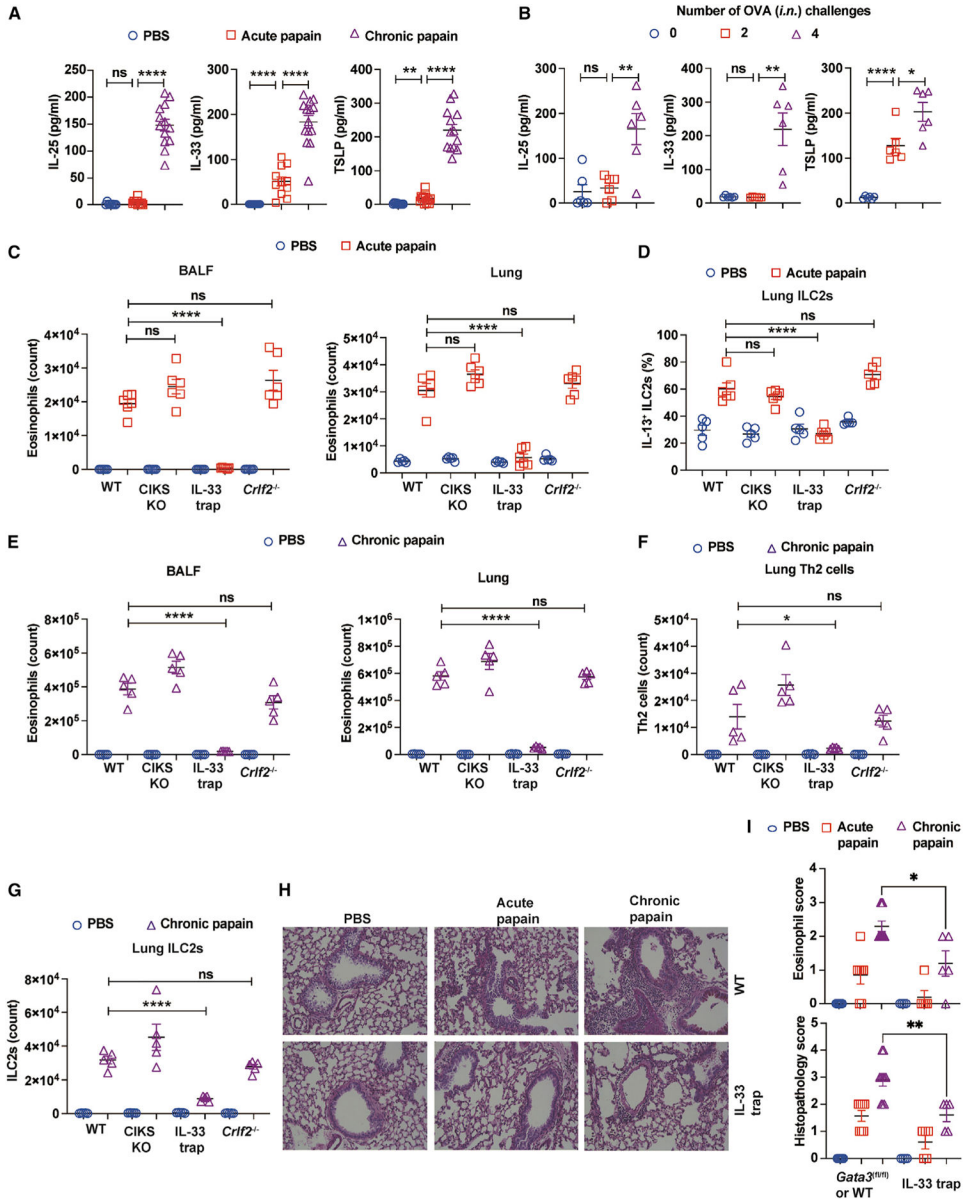 A
PBS Acute papain Chronic papain
ns ****
**** ****
** ****
IL-25 (pg/ml)
250
200
150
100
50
0
IL-33 (pg/ml)
300
200
100
0
TSLP (pg/ml)
400
300
200
100
0
B
Number of OVA (i.n.) challenges
0 2 4
ns **
ns **
**** *
IL-25 (pg/ml)
300
200
100
0
IL-33 (pg/ml)
400
300
200
100
0
TSLP (pg/ml)
300
200
100
0
C
PBS Acute papain
BALF
ns
****
ns
Eosinophils (count)
4×10⁴
3×10⁴
2×10⁴
1×10⁴
0
WT CIKS KO IL-33 trap Crlf2-/-
Lung
ns
****
ns
Eosinophils (count)
5×10⁴
4×10⁴
3×10⁴
2×10⁴
1×10⁴
0
WT CIKS KO IL-33 trap Crlf2-/-
D
PBS Acute papain
Lung ILC2s
ns
****
ns
IL-13⁺ ILC2s (%)
100
80
60
40
20
0
WT CIKS KO IL-33 trap Crlf2-/-
E
PBS Chronic papain
BALF
ns
****
Eosinophils (count)
8×10⁵
6×10⁵
4×10⁵
2×10⁵
0
WT CIKS KO IL-33 trap Crlf2-/-
Lung
ns
****
Eosinophils (count)
1×10⁶
8×10⁵
6×10⁵
4×10⁵
2×10⁵
0
WT CIKS KO IL-33 trap Crlf2-/-
F
PBS Chronic papain
Lung Th2 cells
ns
*
Th2 cells (count)
5×10⁴
4×10⁴
3×10⁴
2×10⁴
1×10⁴
0
WT CIKS KO IL-33 trap Crlf2-/-
G
PBS Chronic papain
Lung ILC2s
ns
****
ILC2s (count)
8×10⁴
6×10⁴
4×10⁴
2×10⁴
0
WT CIKS KO IL-33 trap Crlf2-/-
H
PBS
Acute papain
Chronic papain
WT
IL-33 trap
I
PBS Acute papain Chronic papain
*
Eosinophil score
4
3
2
1
0
**
Histopathology score
5
4
3
2
1
0
Gata3(fl/fl) or WT
IL-33 trap